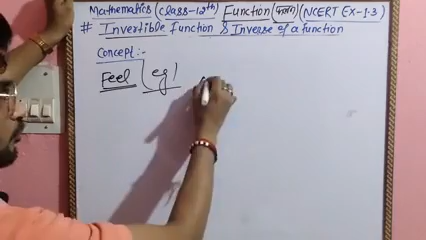 Mathematics (Class-12th) Function (फलन) (NCERT EX-1.3)
# Invertible Function & Inverse of a function
Concept:-
Feel (eg)